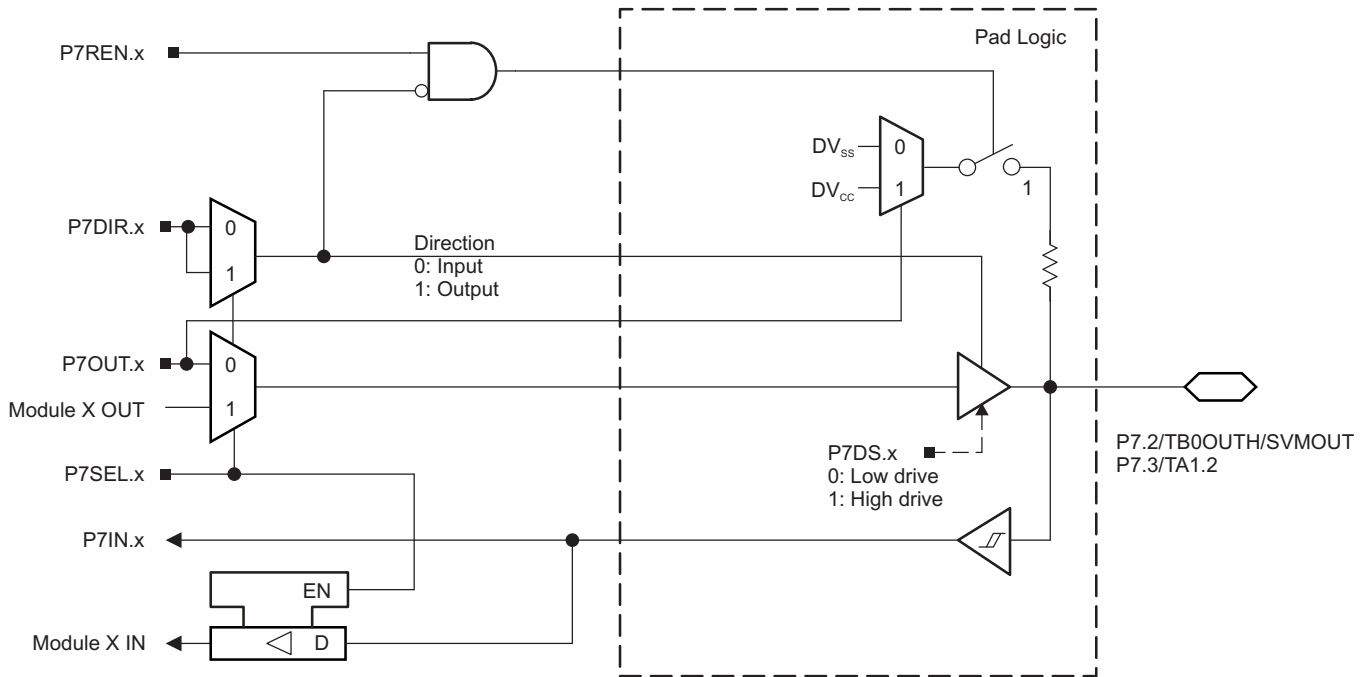 Pad Logic
P7REN.x
DVSS
0
DVCC
1
1
P7DIR.x
0
1
Direction
0: Input
1: Output
P7OUT.x
0
Module X OUT
1
P7DS.x
0: Low drive
1: High drive
P7.2/TB0OUTH/SVMOUT
P7.3/TA1.2
P7SEL.x
P7IN.x
EN
Module X IN
D